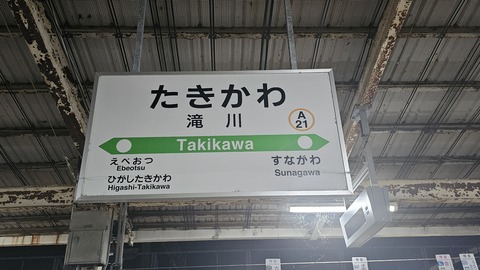 たきかわ
滝川
A
21
Takikawa
えべおつ
Ebeotsu
ひがしたきかわ
Higashi-Takikawa
すながわ
Sunagawa